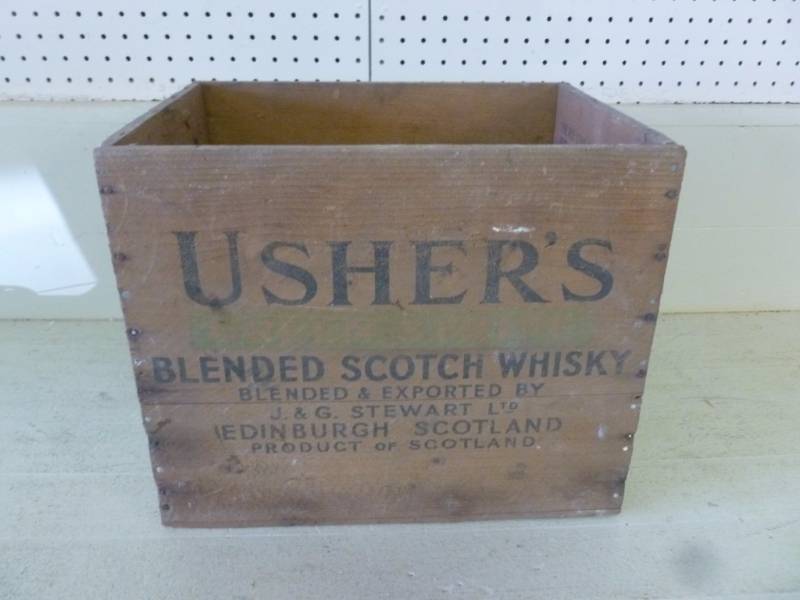 USHER'S
BLENDED SCOTCH WHISKY
BLENDED & EXPORTED BY
J. & G. STEWART LTD
EDINBURGH SCOTLAND
PRODUCT OF SCOTLAND